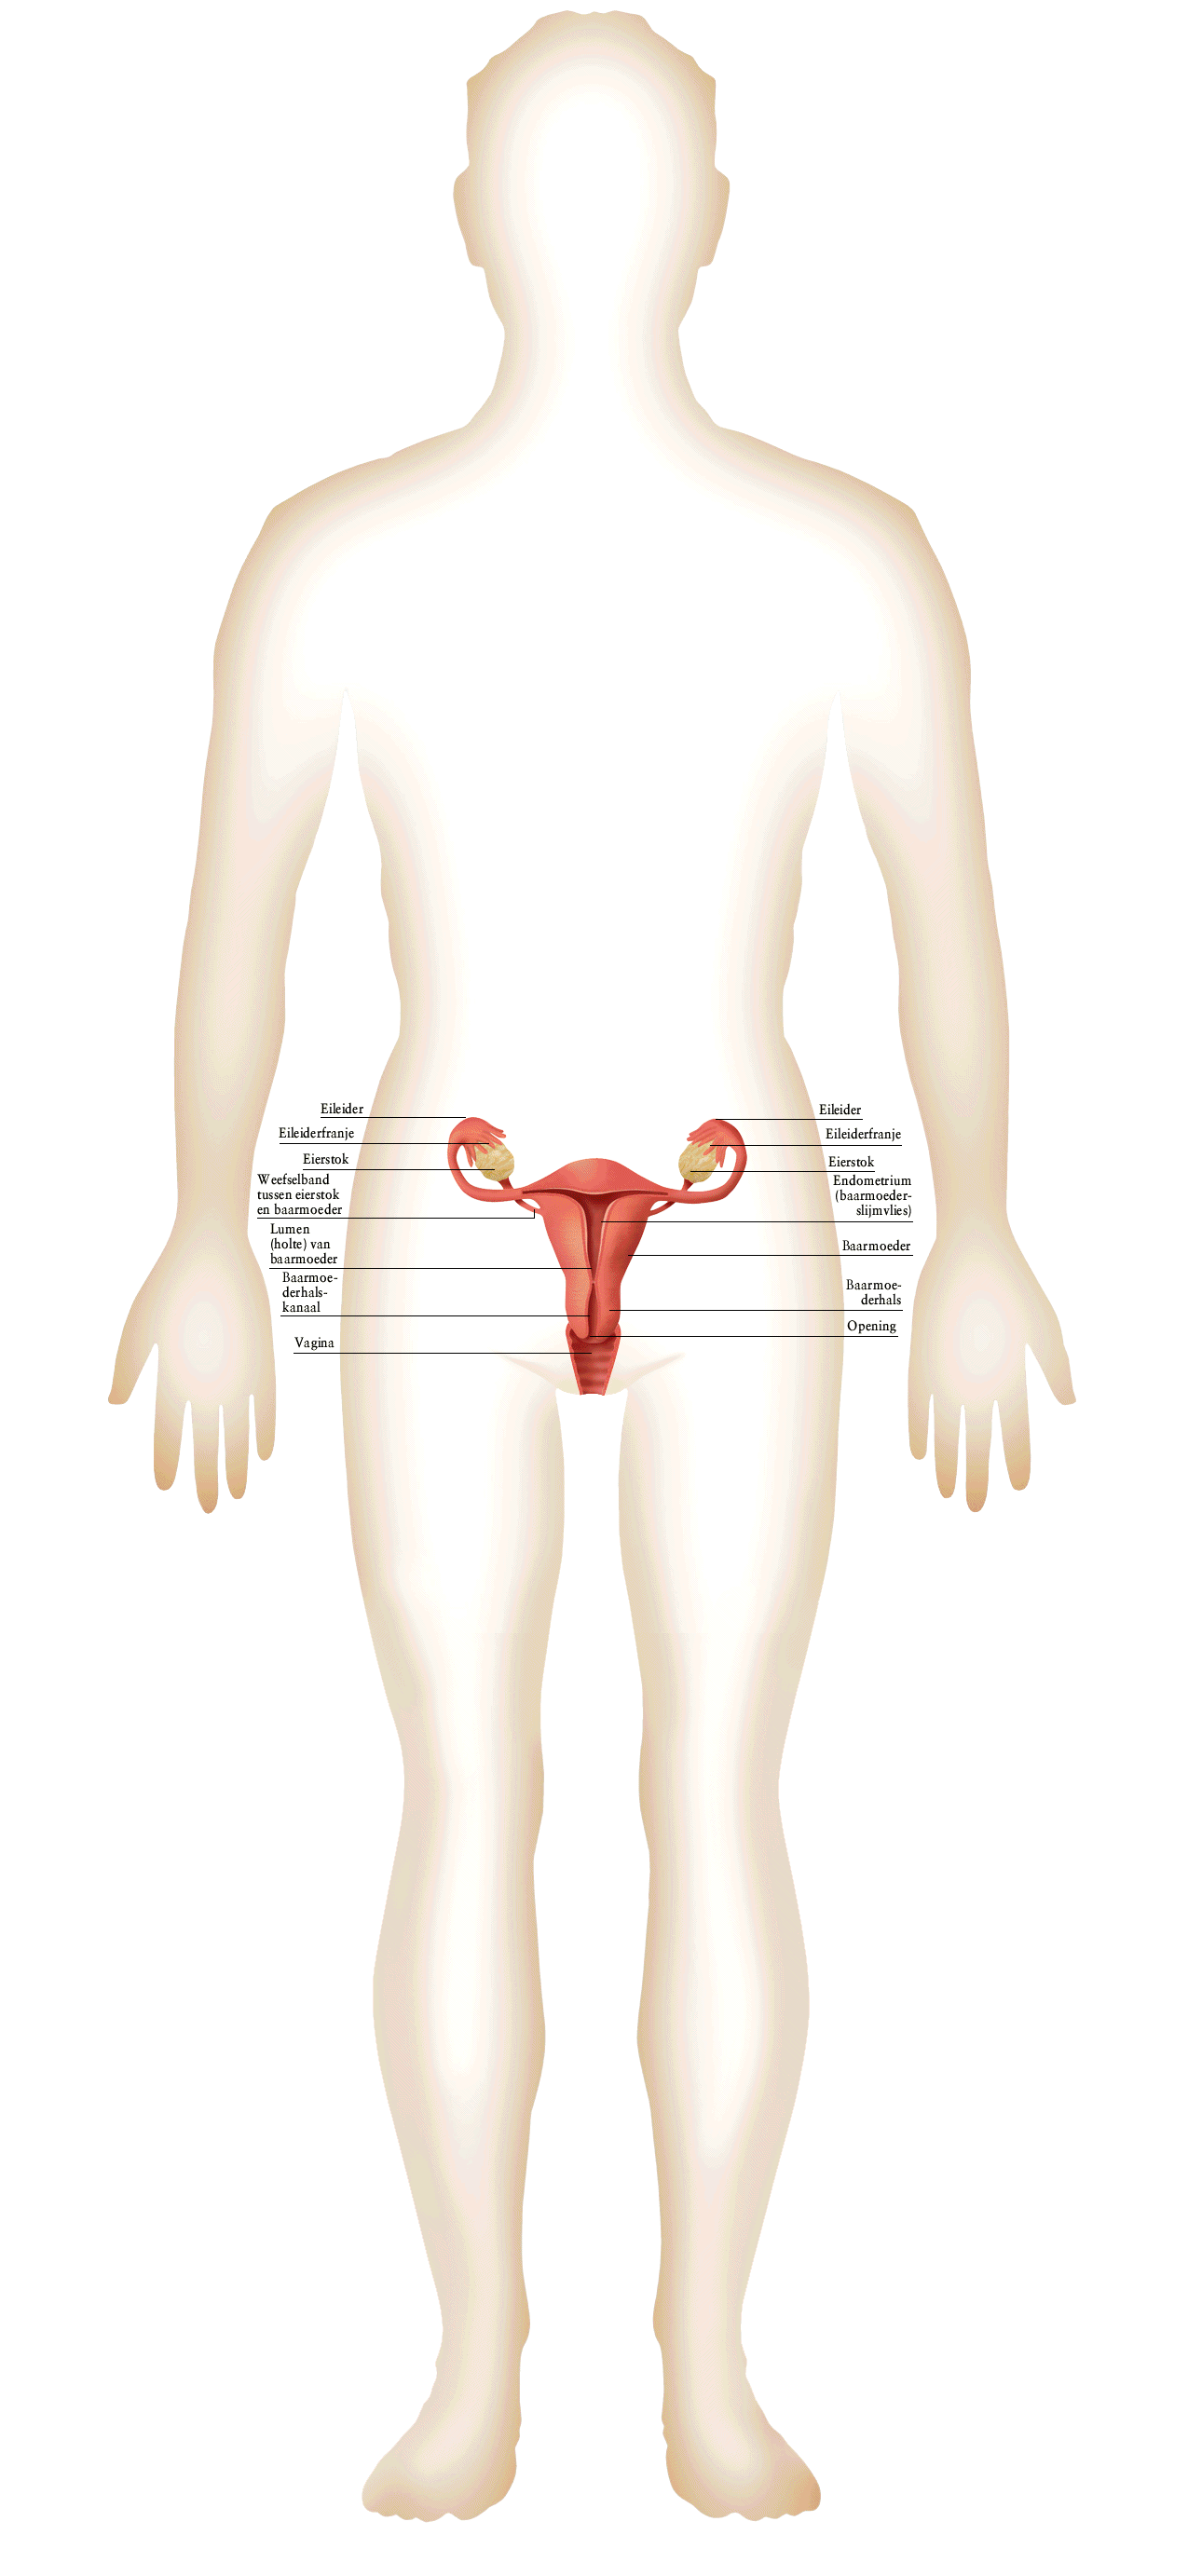 Eileider
Eileiderfranje
Eierstok
Weefselband
tussen eierstok
en baarmoeder
Lumen
(holte) van
baarmoeder
Baarmoe-
derhals-
kanaal
Vagina
Eileider
Eileiderfranje
Eierstok
Endometrium
(baarmoeder-
slijmvlies)
Baarmoeder
Baarmoe-
derhals
Opening